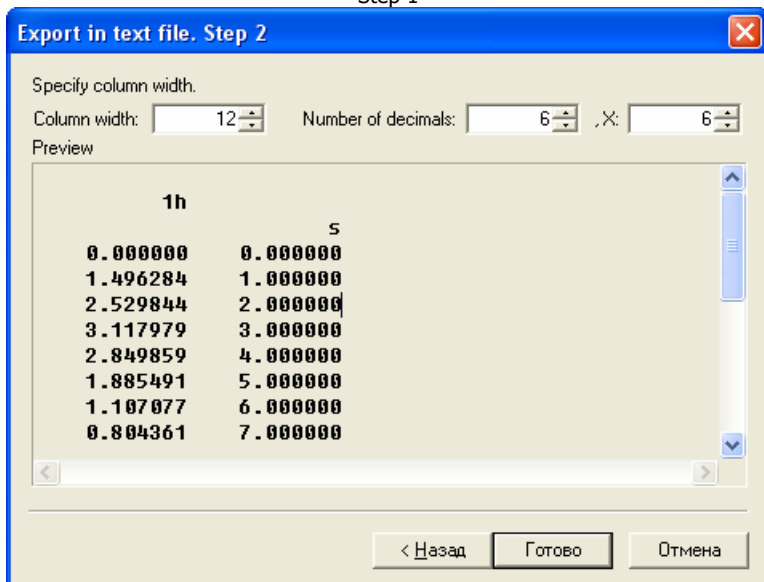 Step 1
Export in text file. Step 2
Specify column width.
Column width: 12 Number of decimals: 6 ,X: 6
Preview
1h
s
0.000000 0.000000
1.496284 1.000000
2.529844 2.000000
3.117979 3.000000
2.849859 4.000000
1.885491 5.000000
1.107077 6.000000
0.804361 7.000000
< Назад Готово Отмена